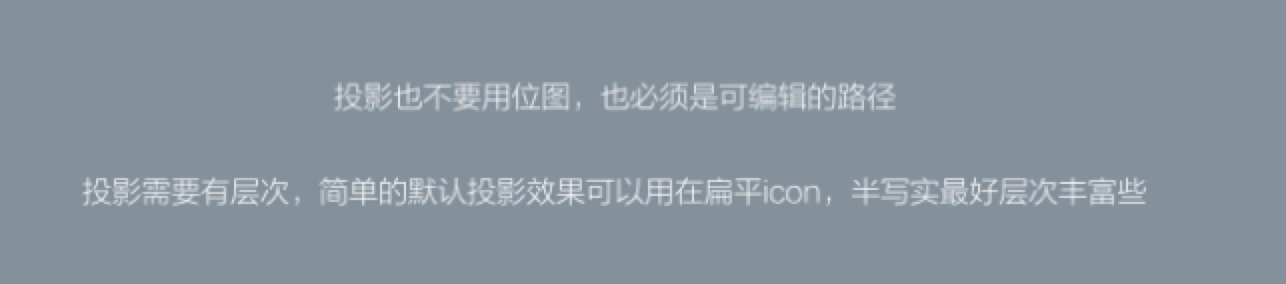 投影也不要用位图，也必须是可编辑的路径
投影需要有层次，简单的默认投影效果可以用在扁平icon，半写实最好层次丰富些